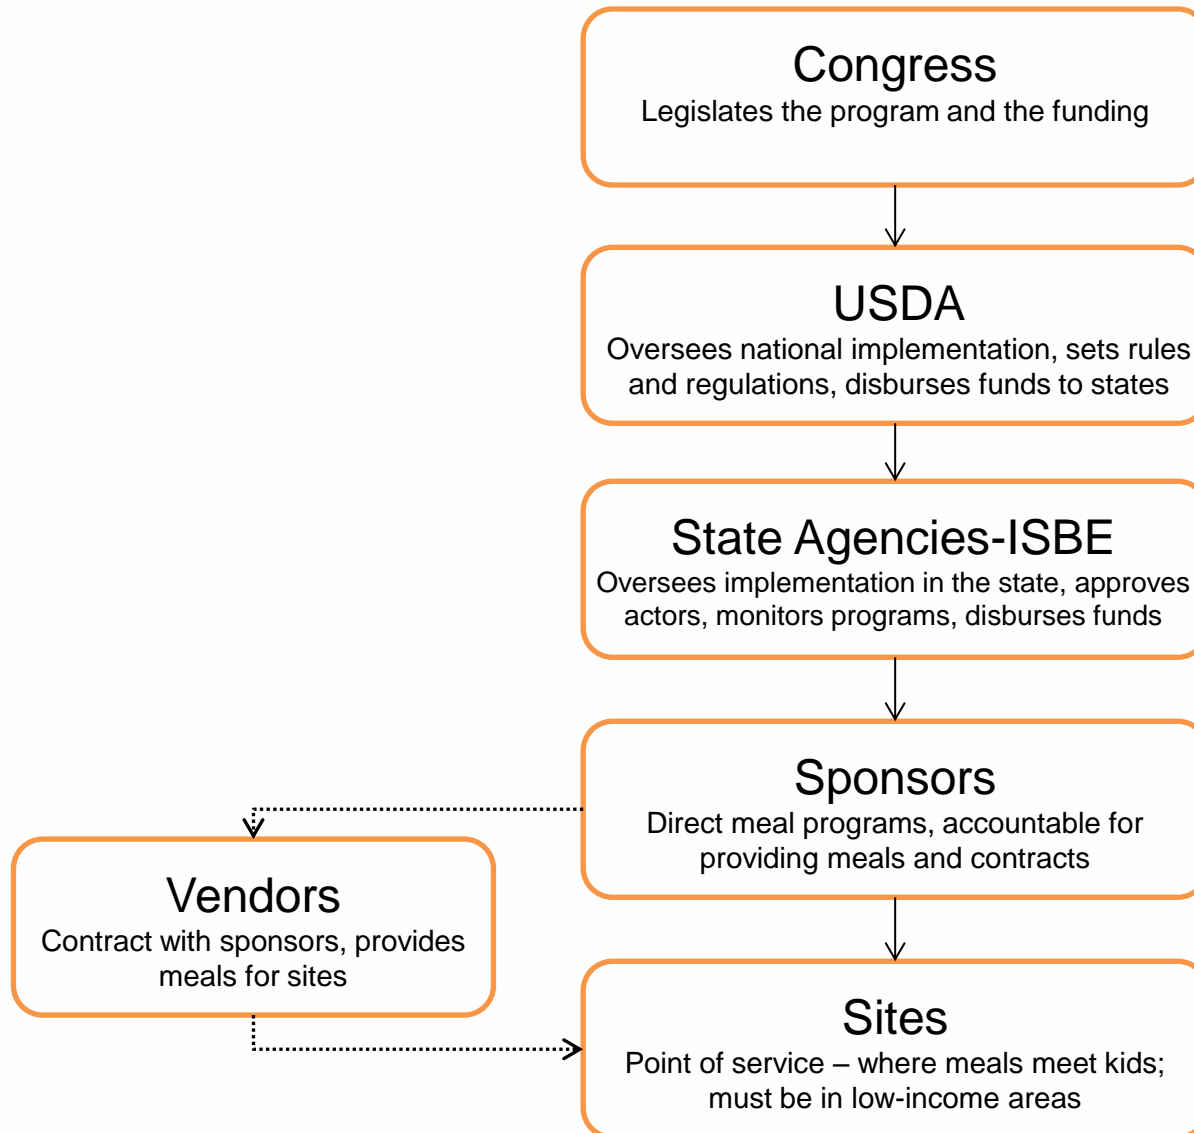 Congress
Legislates the program and the funding
USDA
Oversees national implementation, sets rules
and regulations, disburses funds to states
State Agencies-ISBE
Oversees implementation in the state, approves
actors, monitors programs, disburses funds
Sponsors
Direct meal programs, accountable for
providing meals and contracts
Vendors
Contract with sponsors, provides
meals for sites
Sites
Point of service – where meals meet kids;
must be in low-income areas